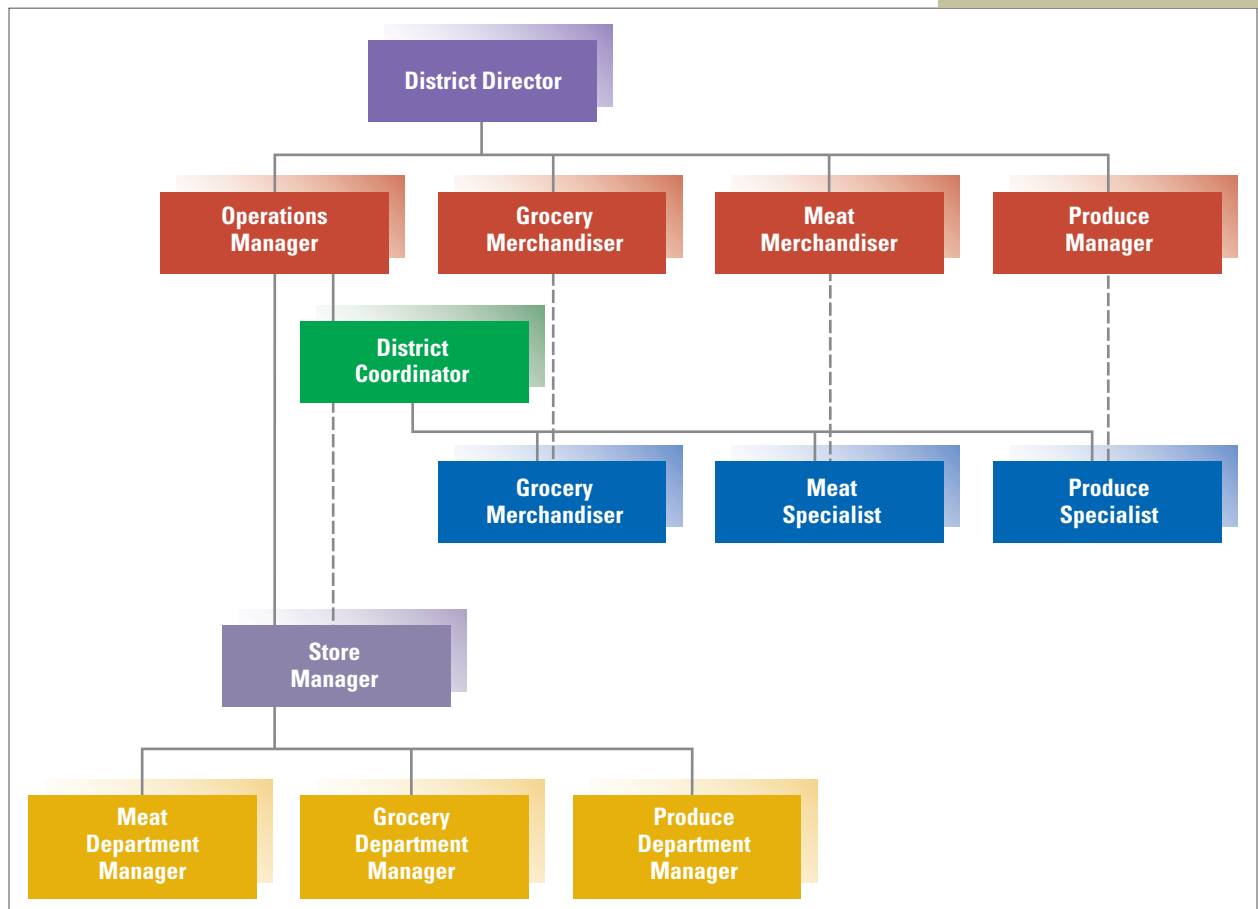 District Director
Operations
Manager
Grocery
Merchandiser
Meat
Merchandiser
Produce
Manager
District
Coordinator
Grocery
Merchandiser
Meat
Specialist
Produce
Specialist
Store
Manager
Meat
Department
Manager
Grocery
Department
Manager
Produce
Department
Manager